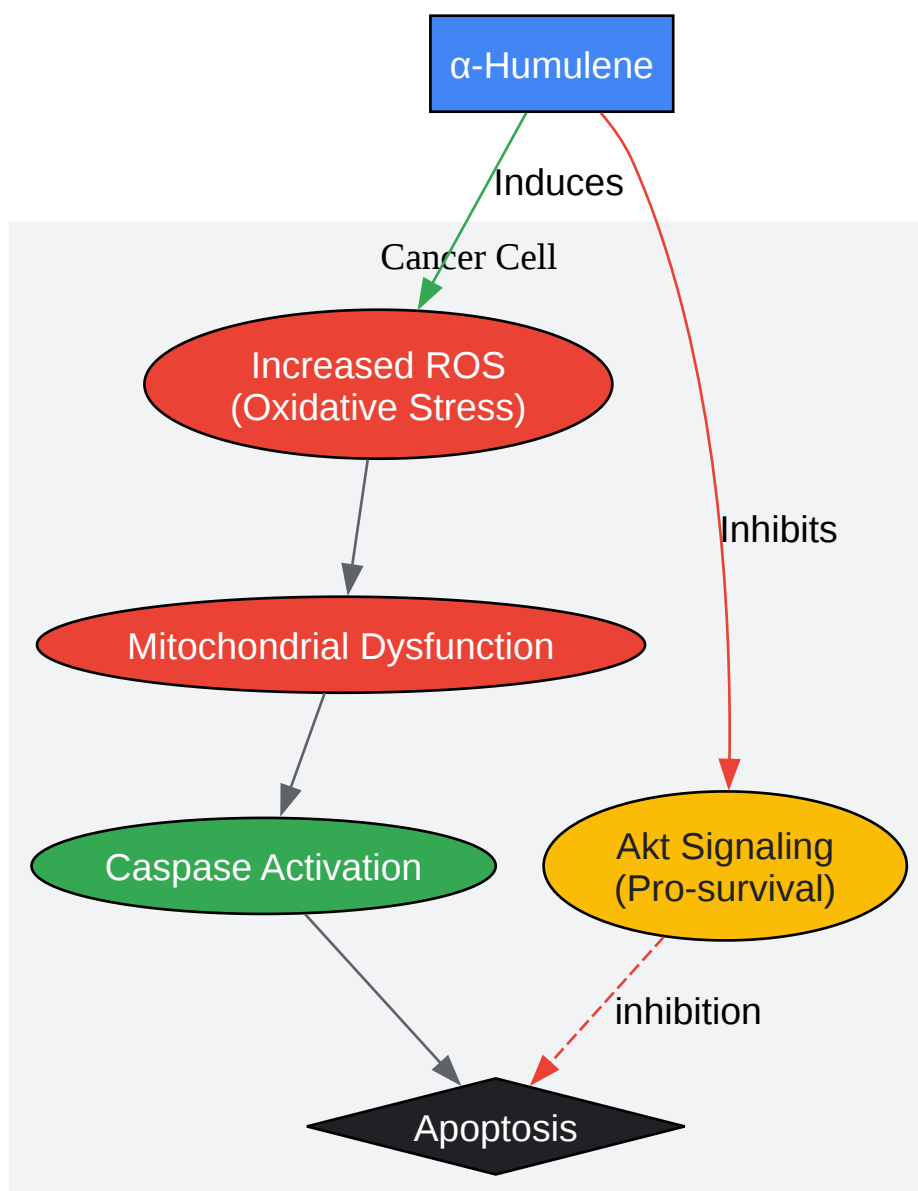 α-Humulene
Induces
Cancer Cell
Increased ROS
(Oxidative Stress)
Inhibits
Mitochondrial Dysfunction
Caspase Activation
Akt Signaling
(Pro-survival)
inhibition
Apoptosis